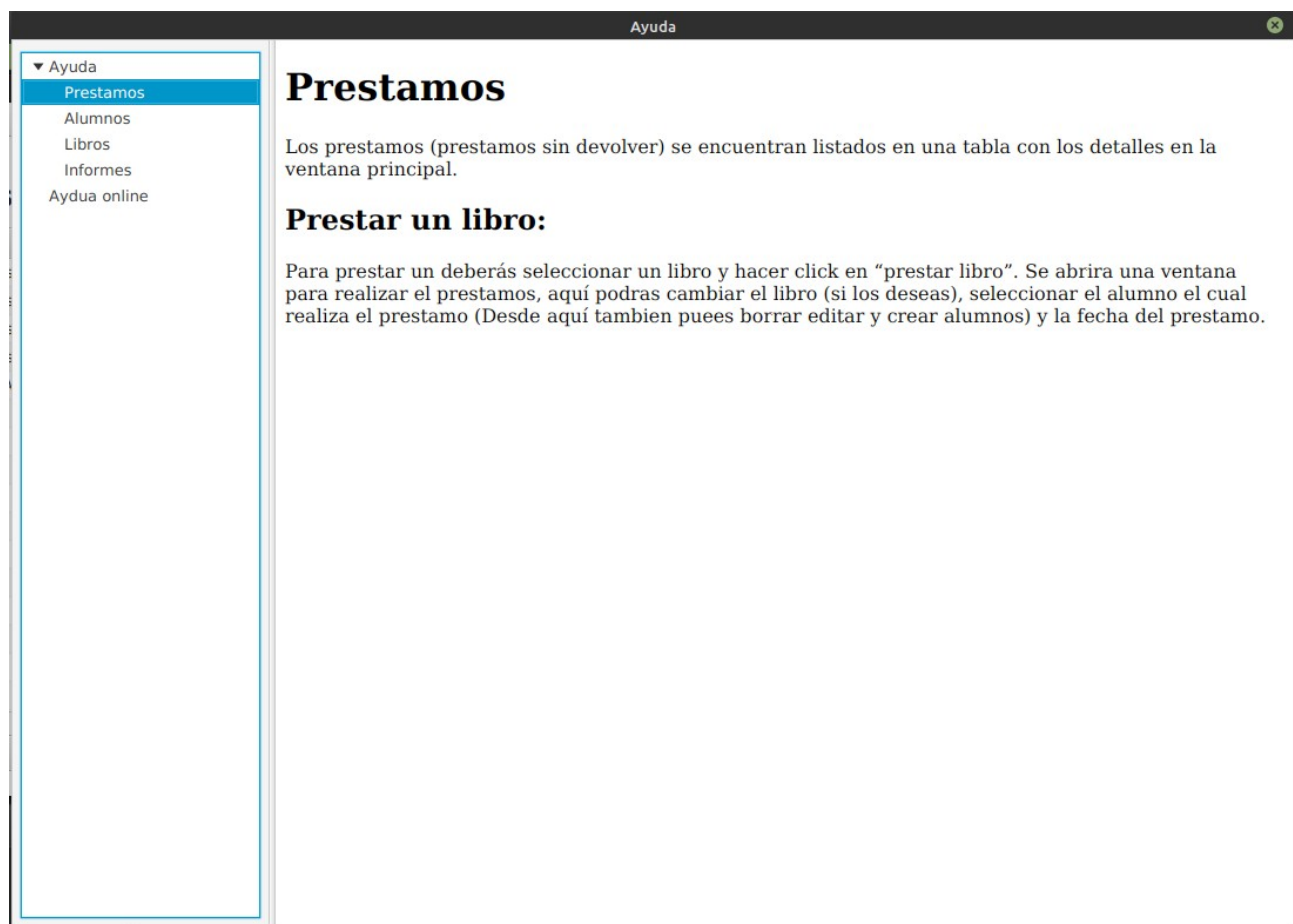 Ayuda
Ayuda
Prestamos
Alumnos
Libros
Informes
Aydua online
Prestamos
Los prestamos (prestamos sin devolver) se encuentran listados en una tabla con los detalles en la
ventana principal.
Prestar un libro:
Para prestar un deberás seleccionar un libro y hacer click en “prestar libro”. Se abrira una ventana
para realizar el prestamos, aquí podras cambiar el libro (si los deseas), seleccionar el alumno el cual
realiza el prestamo (Desde aquí tambien puees borrar editar y crear alumnos) y la fecha del prestamo.